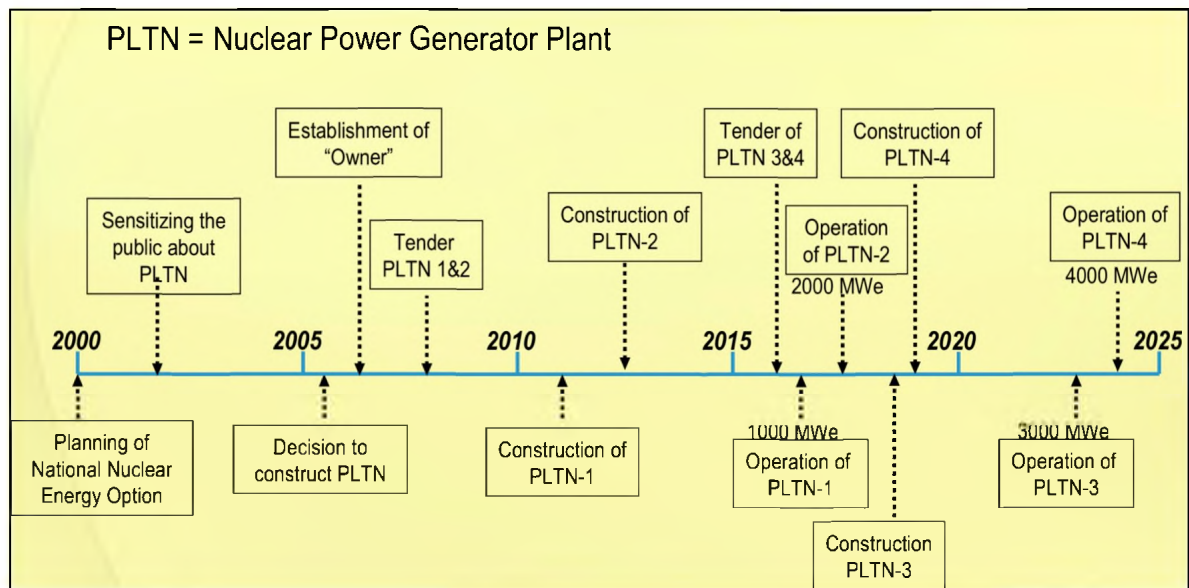 PLTN = Nuclear Power Generator Plant
Establishment of
“Owner”
Tender of
PLTN 3&4
Construction of
PLTN-4
Sensitizing the
public about
PLTN
Tender
PLTN 1&2
Construction of
PLTN-2
Operation
of PLTN-2
2000 MWe
Operation of
PLTN-4
4000 MWe
2000
2005
2010
2015
2020
2025
Planning of
National Nuclear
Energy Option
Decision to
construct PLTN
Construction of
PLTN-1
1000 MWe
Operation of
PLTN-1
3000 MWe
Operation of
PLTN-3
Construction
PLTN-3